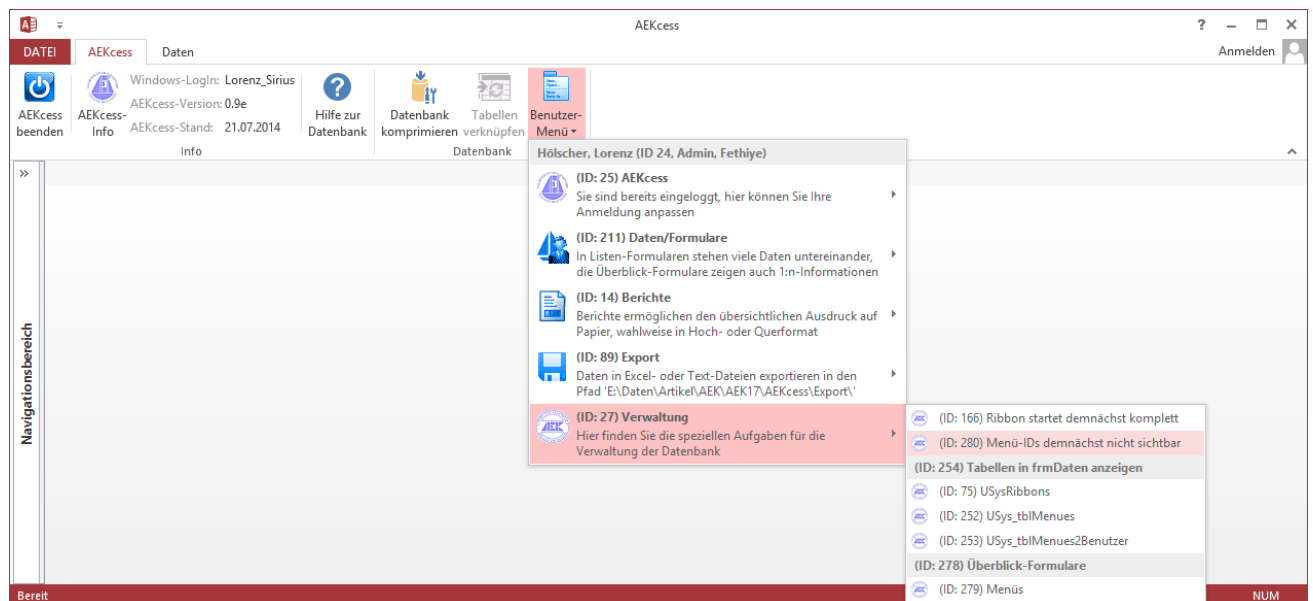 AEKcess
? – □ ×
DATEI AEKcess Daten Anmelden
Windows-LogIn: Lorenz_Sirius
AEKcess-Version: 0.9e
AEKcess-Stand: 21.07.2014
AEKcess beenden
AEKcess-Info
Hilfe zur Datenbank
Datenbank komprimieren
Tabellen verknüpfen
Benutzer-Menü
Info
Datenbank
»
Navigationsbereich
Hölscher, Lorenz (ID 24, Admin, Fethiye)
(ID: 25) AEKcess
Sie sind bereits eingeloggt, hier können Sie Ihre
Anmeldung anpassen
(ID: 211) Daten/Formulare
In Listen-Formularen stehen viele Daten untereinander,
die Überblick-Formulare zeigen auch 1:n-Informationen
(ID: 14) Berichte
Berichte ermöglichen den übersichtlichen Ausdruck auf
Papier, wahlweise in Hoch- oder Querformat
(ID: 89) Export
Daten in Excel- oder Text-Dateien exportieren in den
Pfad 'E:\Daten\Artikel\AEK\AEK17\AEKcess\Export\'
(ID: 27) Verwaltung
Hier finden Sie die speziellen Aufgaben für die
Verwaltung der Datenbank
(ID: 166) Ribbon startet demnächst komplett
(ID: 280) Menü-IDs demnächst nicht sichtbar
(ID: 254) Tabellen in frmDaten anzeigen
(ID: 75) USysRibbons
(ID: 252) USys_tblMenues
(ID: 253) USys_tblMenues2Benutzer
(ID: 278) Überblick-Formulare
(ID: 279) Menüs
Bereit
NUM